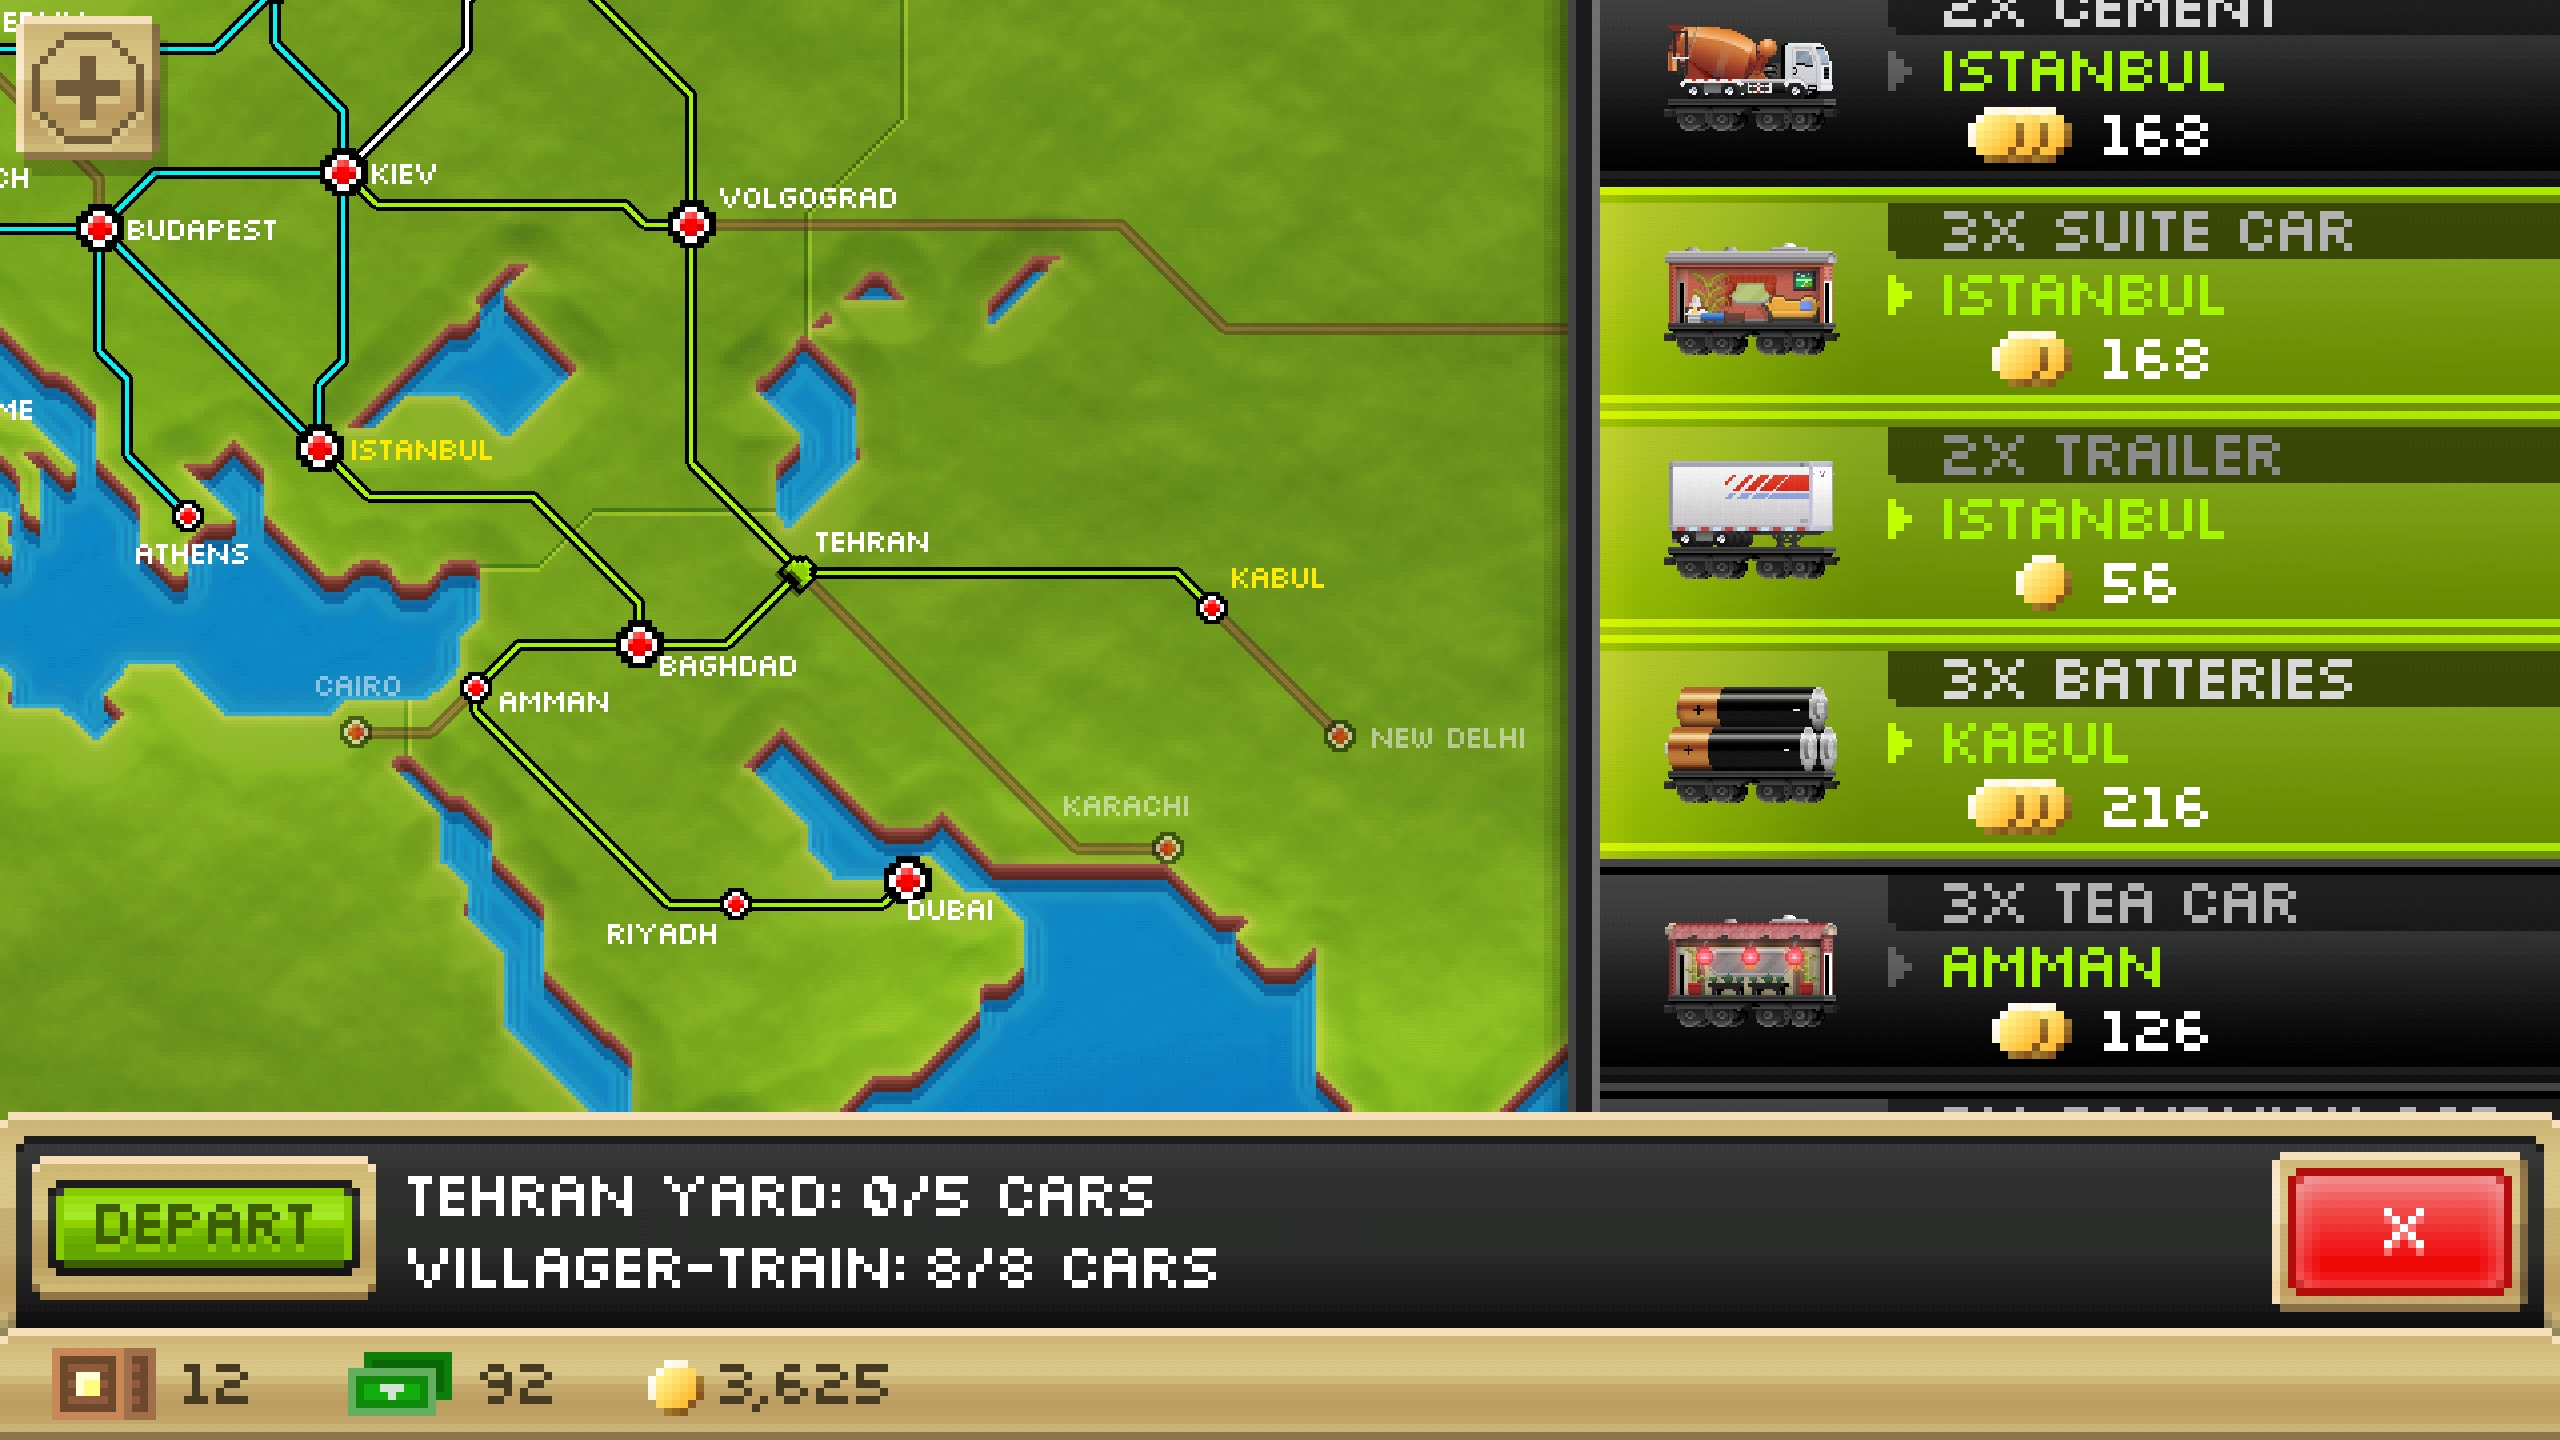 KIEV
VOLGOGRAD
BUDAPEST
ISTANBUL
ATHENS
TEHRAN
KABUL
BAGHDAD
CAIRO
AMMAN
NEW DELHI
KARACHI
DUBAI
RIYADH
2X CEMENT
ISTANBUL
168
3X SUITE CAR
ISTANBUL
168
2X TRAILER
ISTANBUL
56
3X BATTERIES
KABUL
216
3X TEA CAR
AMMAN
126
DEPART
TEHRAN YARD: 0/5 CARS
VILLAGER-TRAIN: 8/8 CARS
X
12
92
3,625